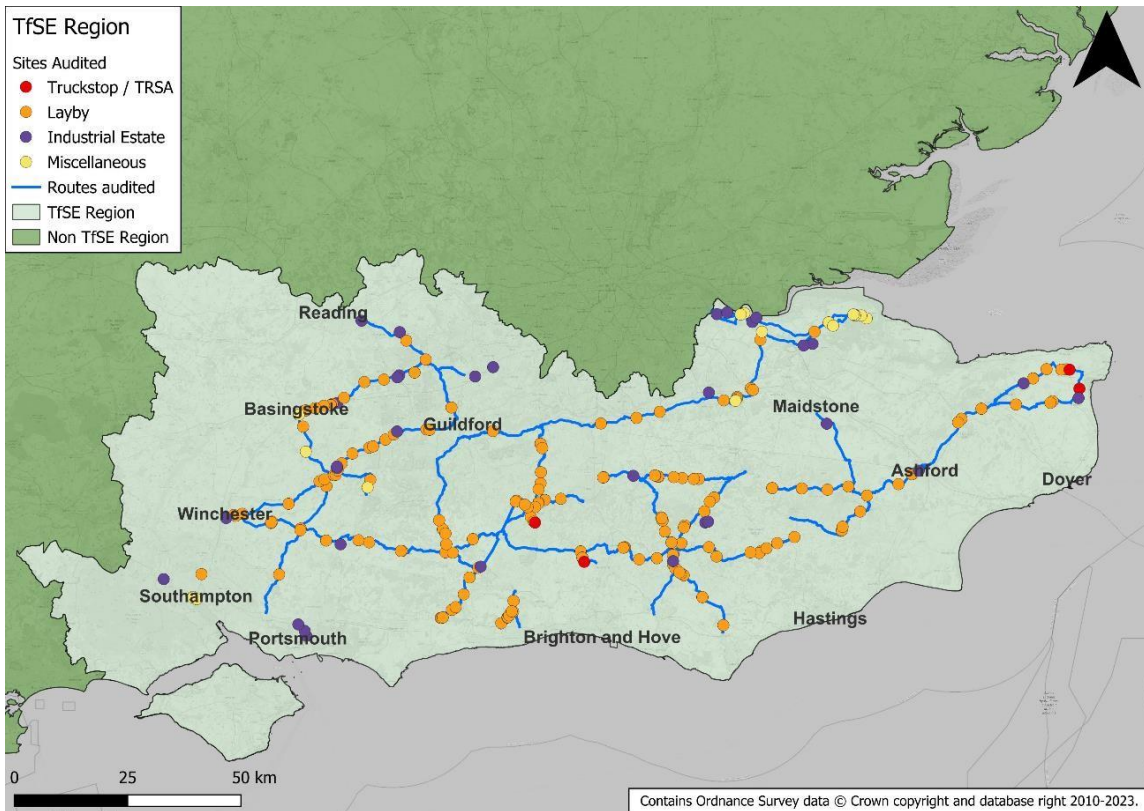 TfSE Region
Sites Audited
Truckstop / TRSA
Layby
Industrial Estate
Miscellaneous
Routes audited
TfSE Region
Non TfSE Region
Reading
Basingstoke
Guildford
Maidstone
Ashford
Dover
Winchester
Southampton
Portsmouth
Brighton and Hove
Hastings
0 25 50 km
Contains Ordnance Survey data © Crown copyright and database right 2010-2023.